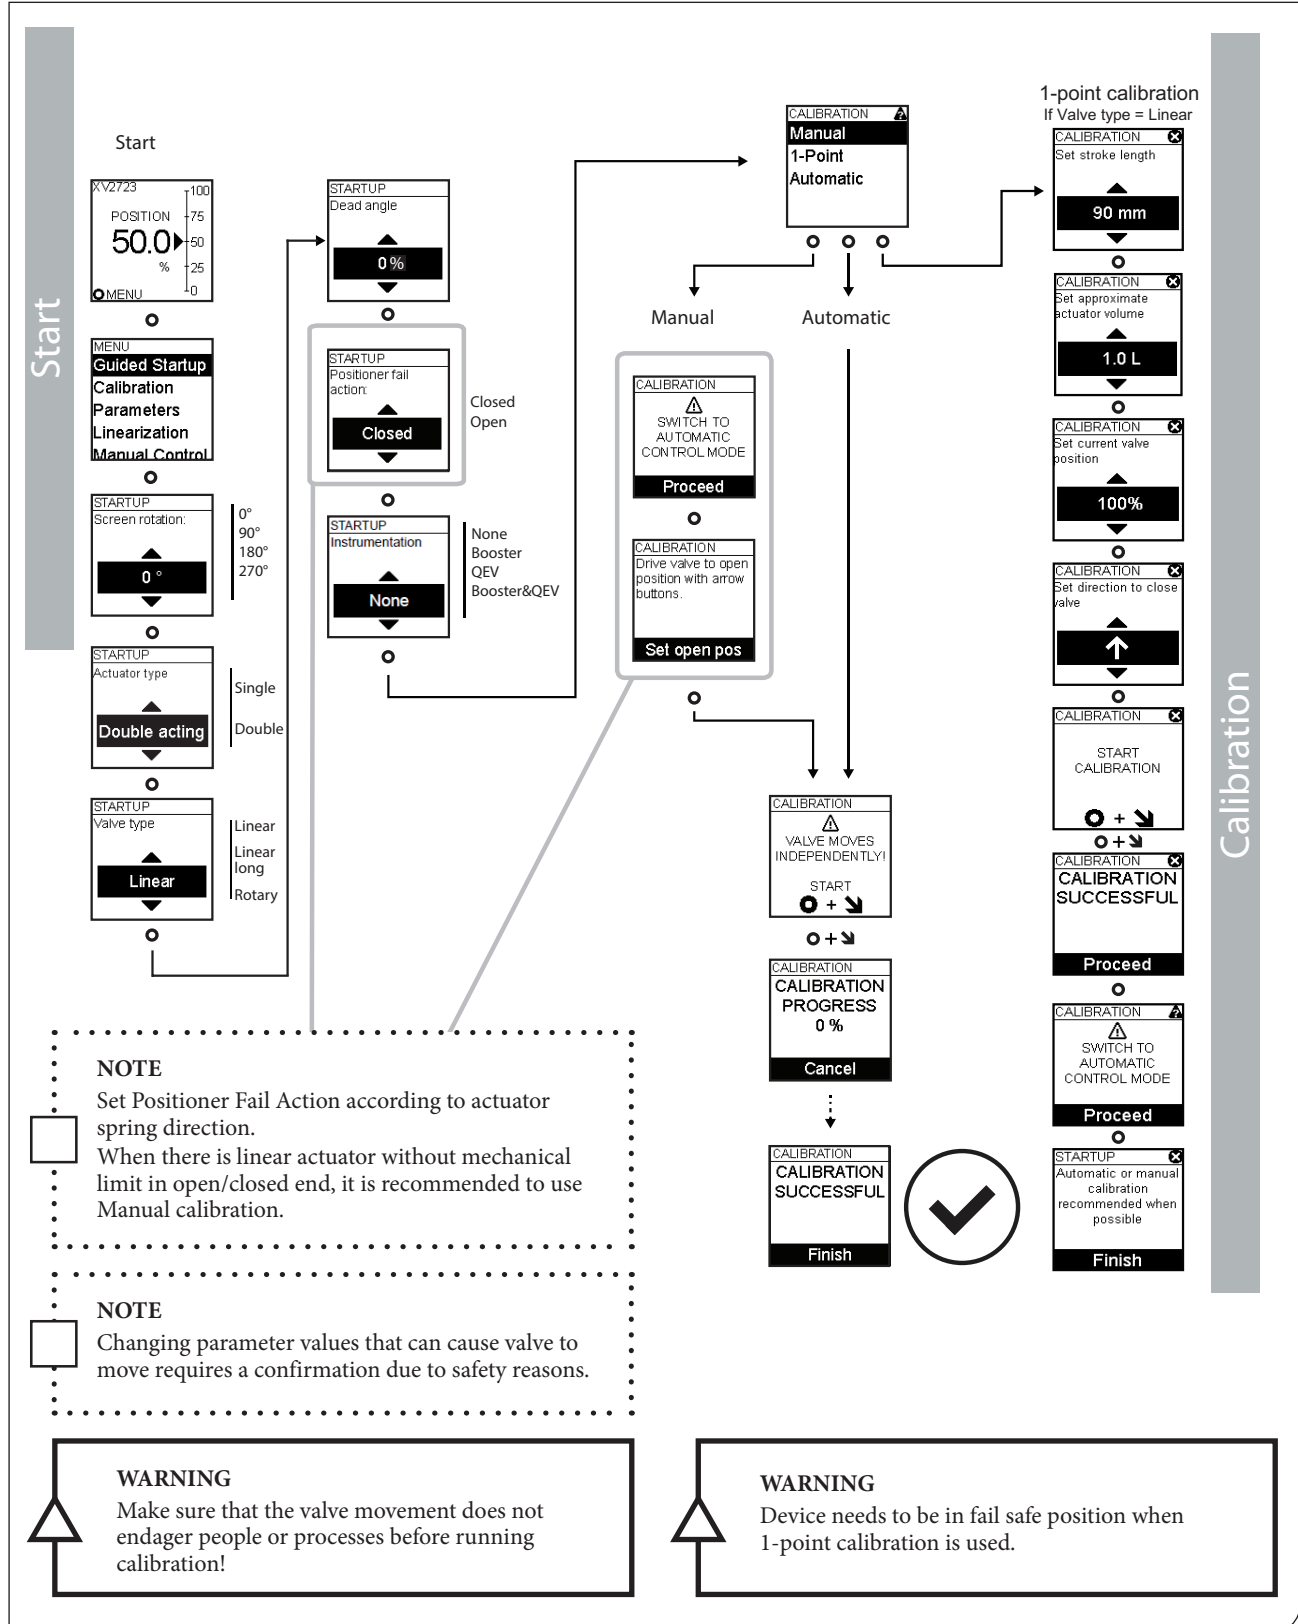 Start
Start
XV2723
100
POSITION
75
50.0
50
%
25
0
MENU
MENU
Guided Startup
Calibration
Parameters
Linearization
Manual Control
STARTUP
Screen rotation:
0 °
0°
90°
180°
270°
STARTUP
Actuator type
Double acting
Single
Double
STARTUP
Valve type
Linear
Linear
Linear
long
Rotary
STARTUP
Dead angle
0 %
STARTUP
Positioner fail
action:
Closed
Closed
Open
STARTUP
Instrumentation
None
None
Booster
QEV
Booster&QEV
CALIBRATION
Manual
1-Point
Automatic
Manual
Automatic
CALIBRATION
SWITCH TO
AUTOMATIC
CONTROL MODE
Proceed
CALIBRATION
Drive valve to open
position with arrow
buttons.
Set open pos
CALIBRATION
VALVE MOVES
INDEPENDENTLY!
START
+
+
CALIBRATION
CALIBRATION
PROGRESS
0 %
Cancel
CALIBRATION
CALIBRATION
SUCCESSFUL
Finish
1-point calibration
If Valve type = Linear
CALIBRATION
Set stroke length
90 mm
CALIBRATION
Set approximate
actuator volume
1.0 L
CALIBRATION
Set current valve
position
100%
CALIBRATION
Set direction to close
valve
CALIBRATION
START
CALIBRATION
+
+
CALIBRATION
CALIBRATION
SUCCESSFUL
Proceed
CALIBRATION
SWITCH TO
AUTOMATIC
CONTROL MODE
Proceed
STARTUP
Automatic or manual
calibration
recommended when
possible
Finish
Calibration
NOTE
Set Positioner Fail Action according to actuator
spring direction.
When there is linear actuator without mechanical
limit in open/closed end, it is recommended to use
Manual calibration.
NOTE
Changing parameter values that can cause valve to
move requires a confirmation due to safety reasons.
WARNING
Make sure that the valve movement does not
endager people or processes before running
calibration!
WARNING
Device needs to be in fail safe position when
1-point calibration is used.